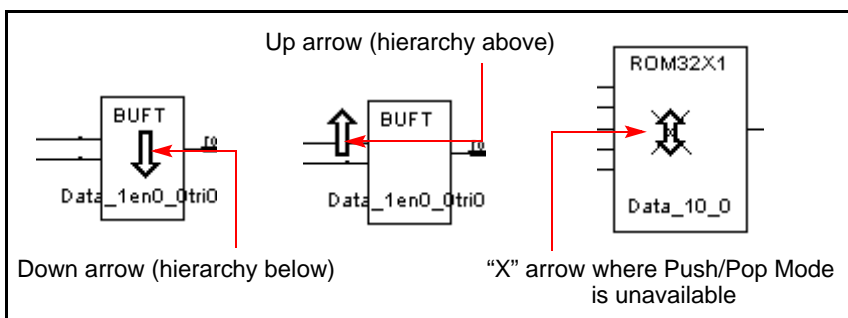 Up arrow (hierarchy above)
ROM32X1
BUFT
BUFT
Data_1en0_0tri0
Data_1en0_0tri0
Data_10_0
Down arrow (hierarchy below)
“X” arrow where Push/Pop Mode
is unavailable